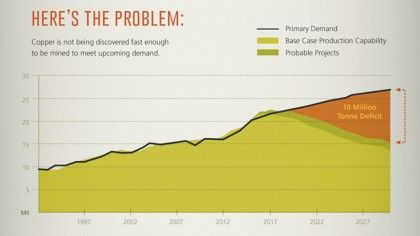 HERE'S THE PROBLEM:
Copper is not being discovered fast enough
to be mined to meet upcoming demand.
Primary Demand
Base Case Production Capability
Probable Projects
30
25
20
15
10
5
Mt
10 Million
Tonne Deficit
1997
2002
2007
2012
2017
2022
2027